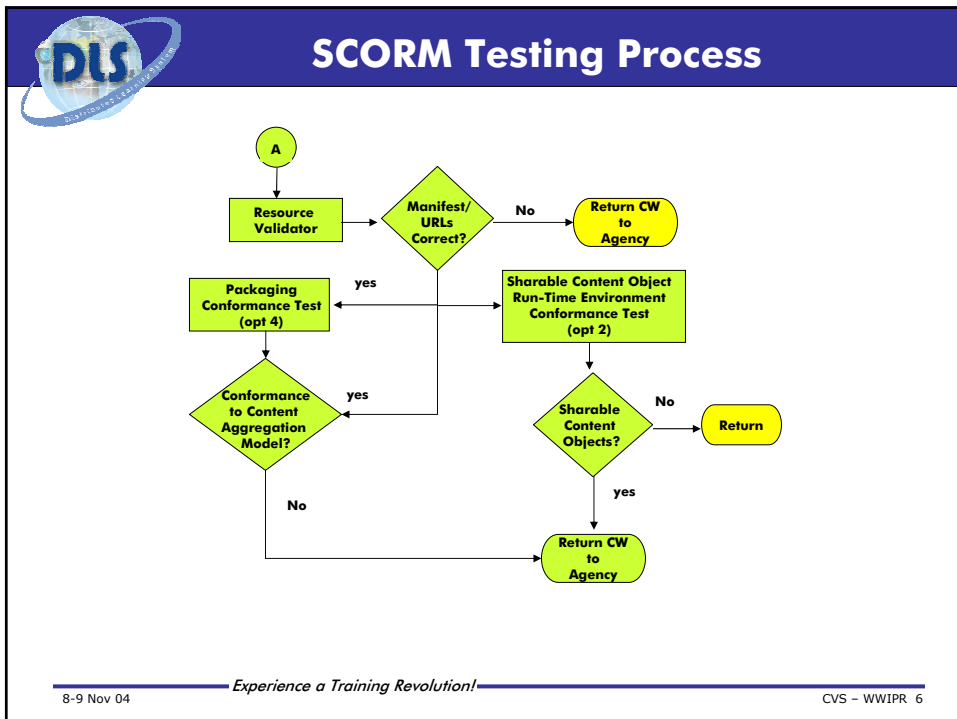 DLS
Distributed Learning System
SCORM Testing Process
A
Resource
Validator
Manifest/
URLs
Correct?
No
Return CW
to
Agency
yes
Packaging
Conformance Test
(opt 4)
Sharable Content Object
Run-Time Environment
Conformance Test
(opt 2)
Conformance
to Content
Aggregation
Model?
yes
Sharable
Content
Objects?
No
Return
No
yes
Return CW
to
Agency
8-9 Nov 04
Experience a Training Revolution!
CVS – WWIPR 6